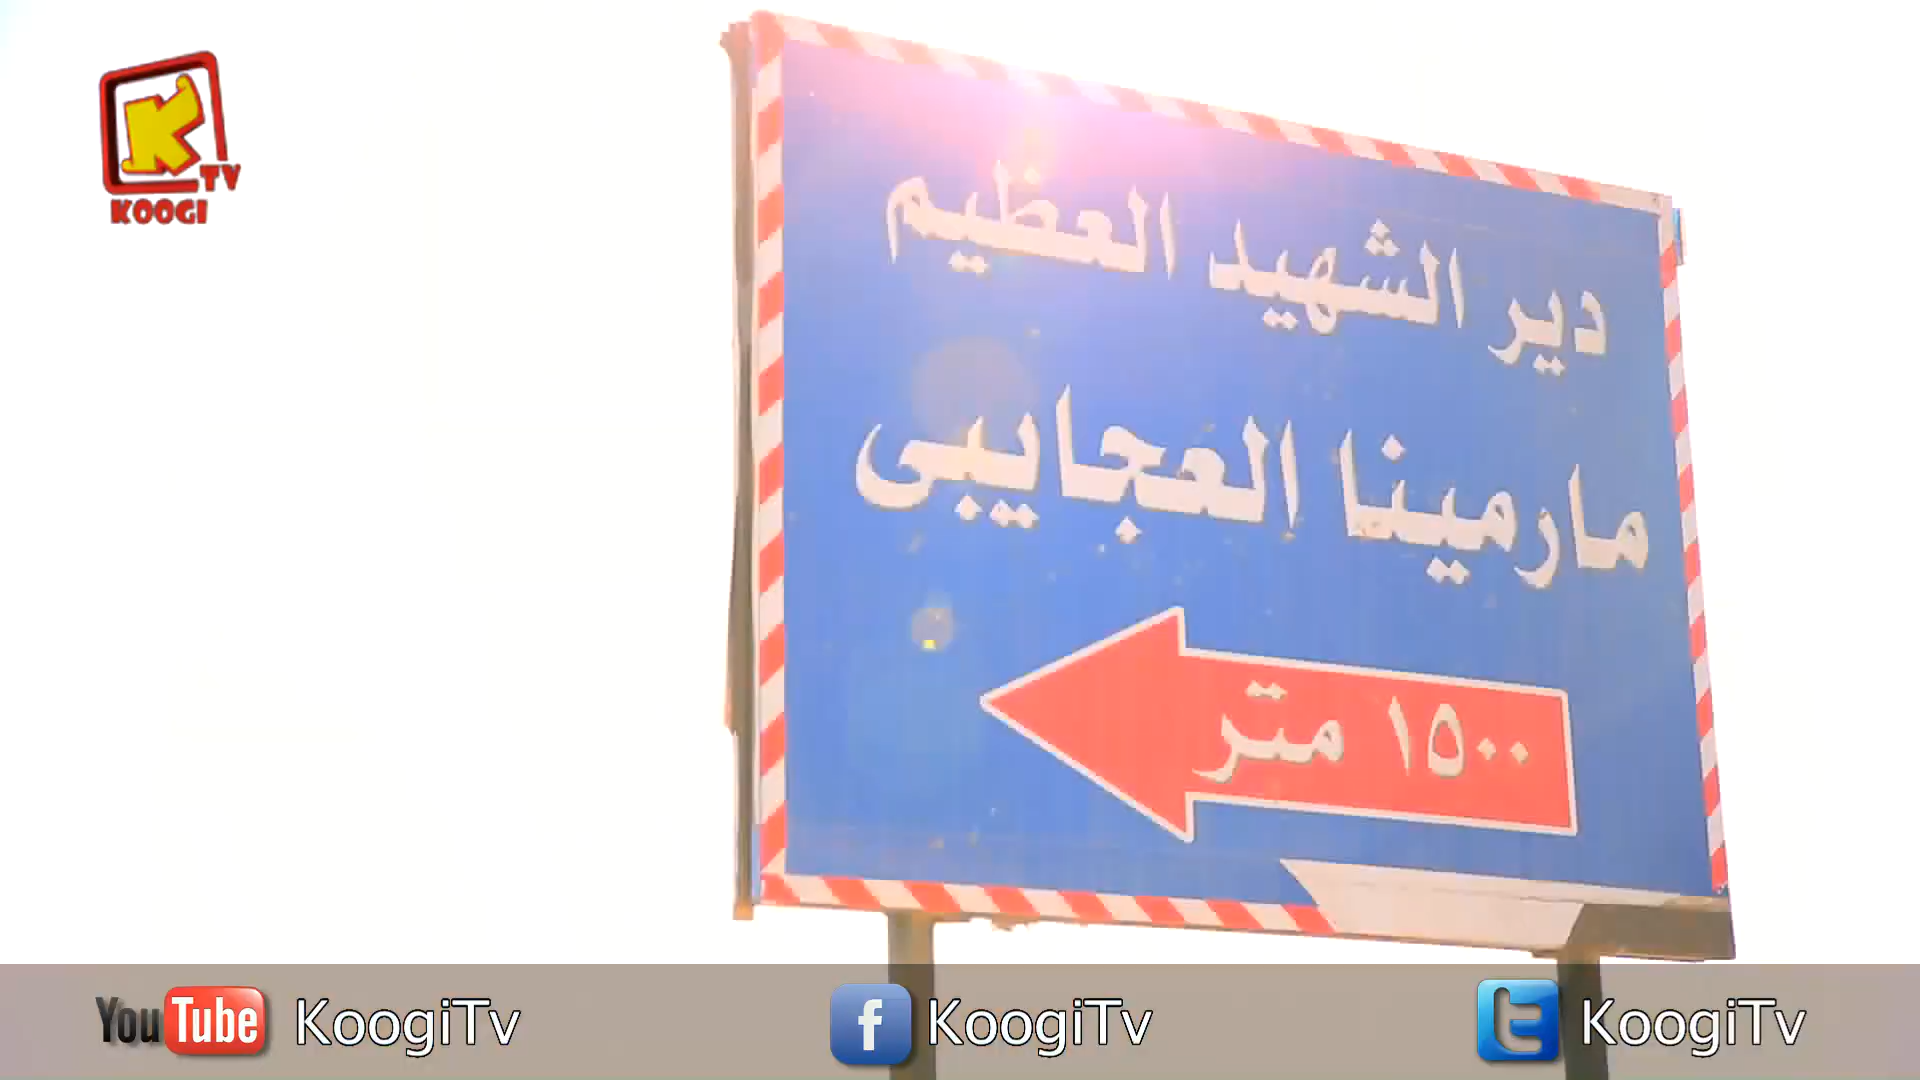 K TV
KOOGI
دير الشهيد العظيم
مارمينا العجايبى
١٥٠٠ متر
YouTube KoogiTv
f KoogiTv
t KoogiTv